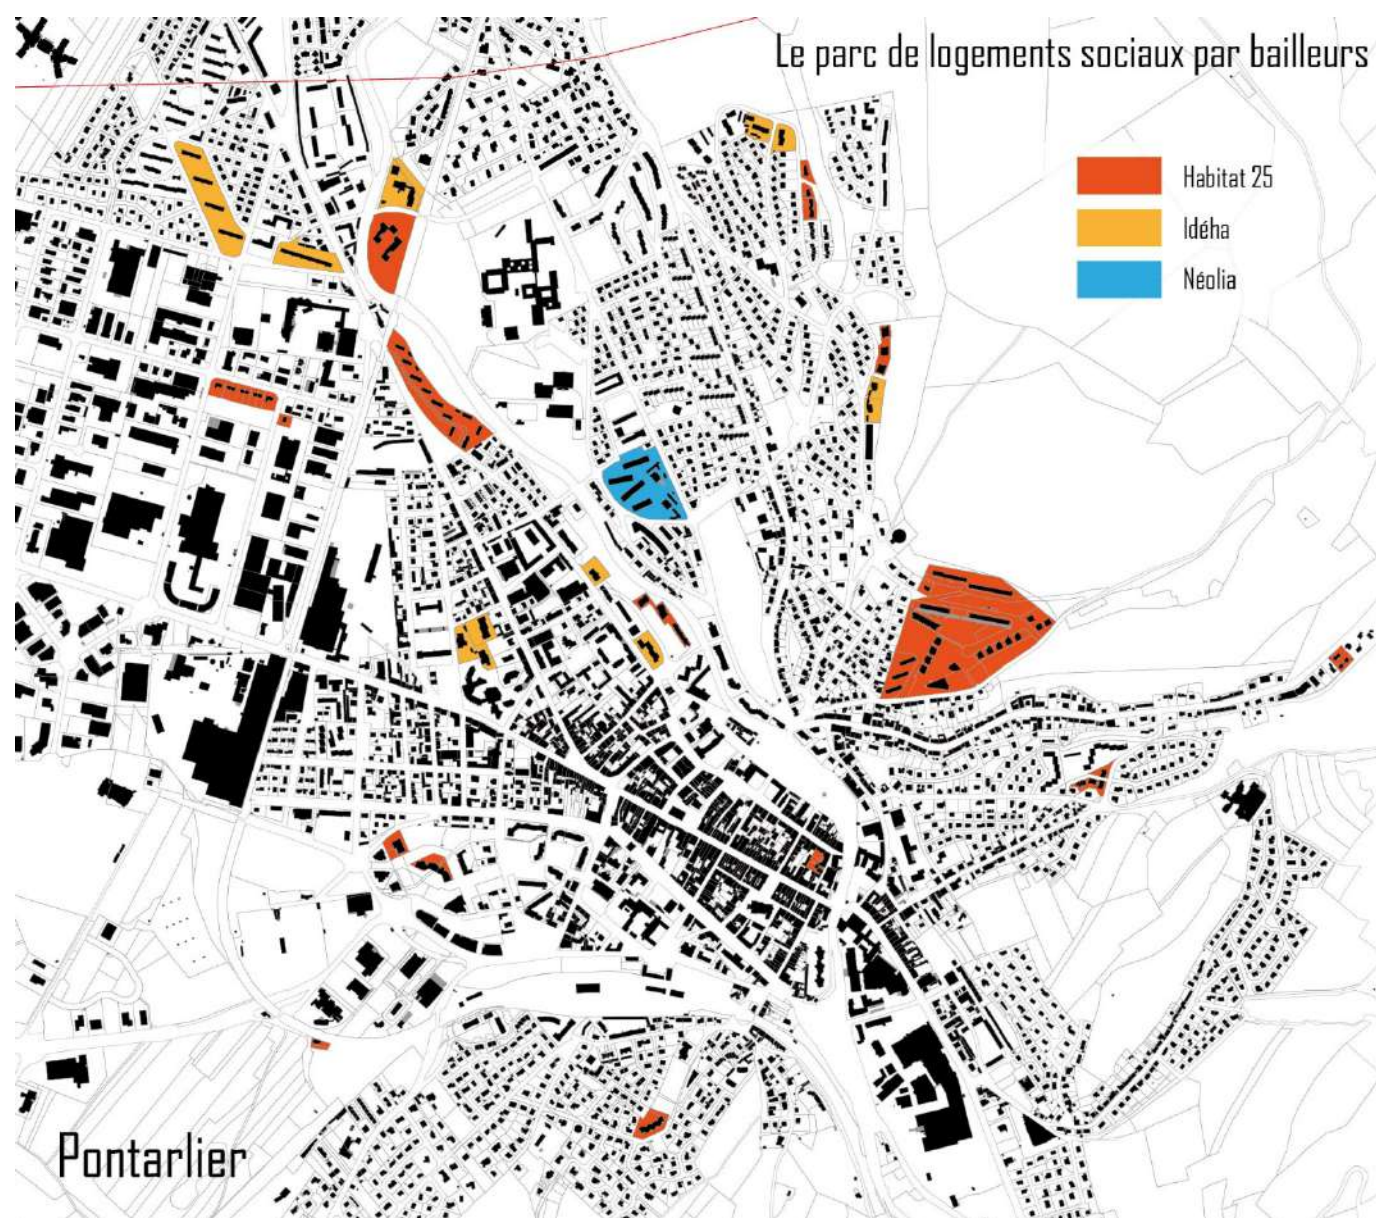 Le parc de logements sociaux par bailleurs
Habitat 25
Idéha
Néolia
Pontarlier